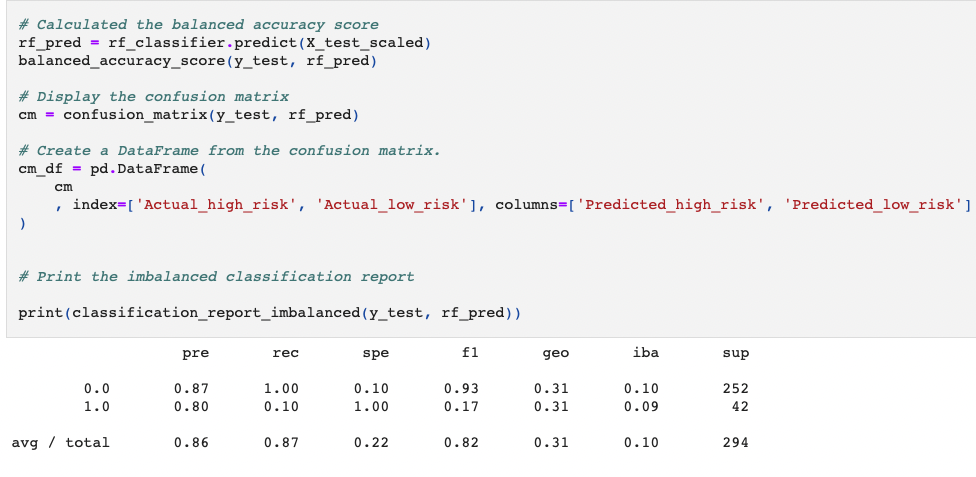 # Calculated the balanced accuracy score
rf_pred = rf_classifier.predict(X_test_scaled)
balanced_accuracy_score(y_test, rf_pred)
# Display the confusion matrix
cm = confusion_matrix(y_test, rf_pred)
# Create a DataFrame from the confusion matrix.
cm_df = pd.DataFrame(
    cm
    , index=['Actual_high_risk', 'Actual_low_risk'], columns=['Predicted_high_risk', 'Predicted_low_risk']
)
# Print the imbalanced classification report
print(classification_report_imbalanced(y_test, rf_pred))
pre rec spe f1 geo iba sup
0.0 0.87 1.00 0.10 0.93 0.31 0.10 252
1.0 0.80 0.10 1.00 0.17 0.31 0.09 42
avg / total 0.86 0.87 0.22 0.82 0.31 0.10 294